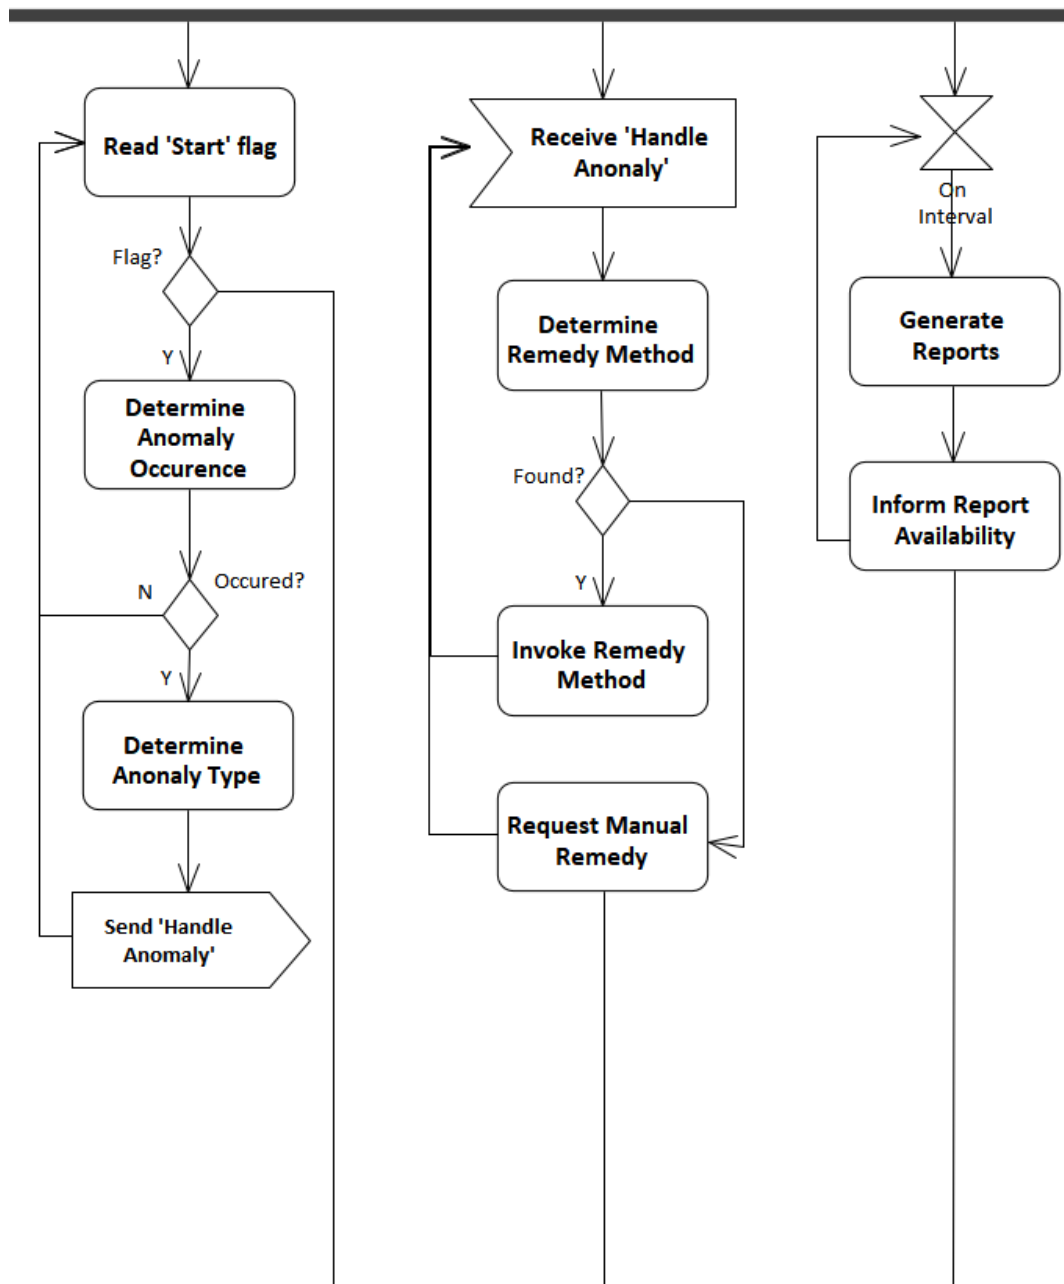 Read 'Start' flag
Flag?
Y
Determine
Anomaly
Occurence
N
Occured?
Y
Determine
Anonaly Type
Send 'Handle
Anomaly'
Receive 'Handle
Anonaly'
Determine
Remedy Method
Found?
Y
Invoke Remedy
Method
Request Manual
Remedy
On
Interval
Generate
Reports
Inform Report
Availability